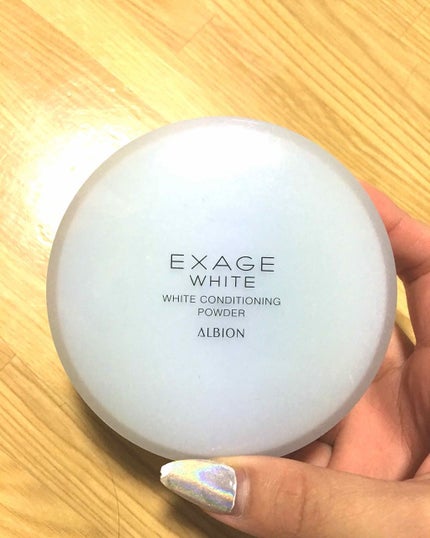 EXAGE
WHITE
WHITE CONDITIONING
POWDER
ALBION